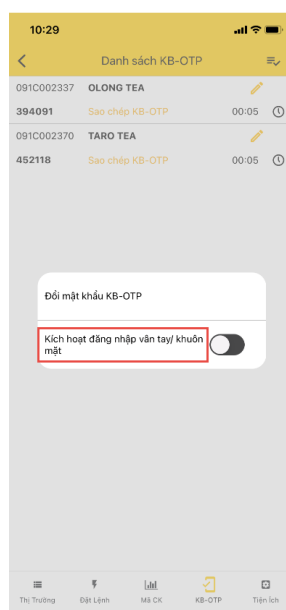 10:29
Danh sách KB-OTP
091C002337 OLONG TEA
394091 Sao chép KB-OTP 00:05
091C002370 TARO TEA
452118 Sao chép KB-OTP 00:05
Đổi mật khẩu KB-OTP
Kích hoạt đăng nhập vân tay/ khuôn
mặt
Thị Trường Đặt Lệnh Mã CK KB-OTP Tiện Ích